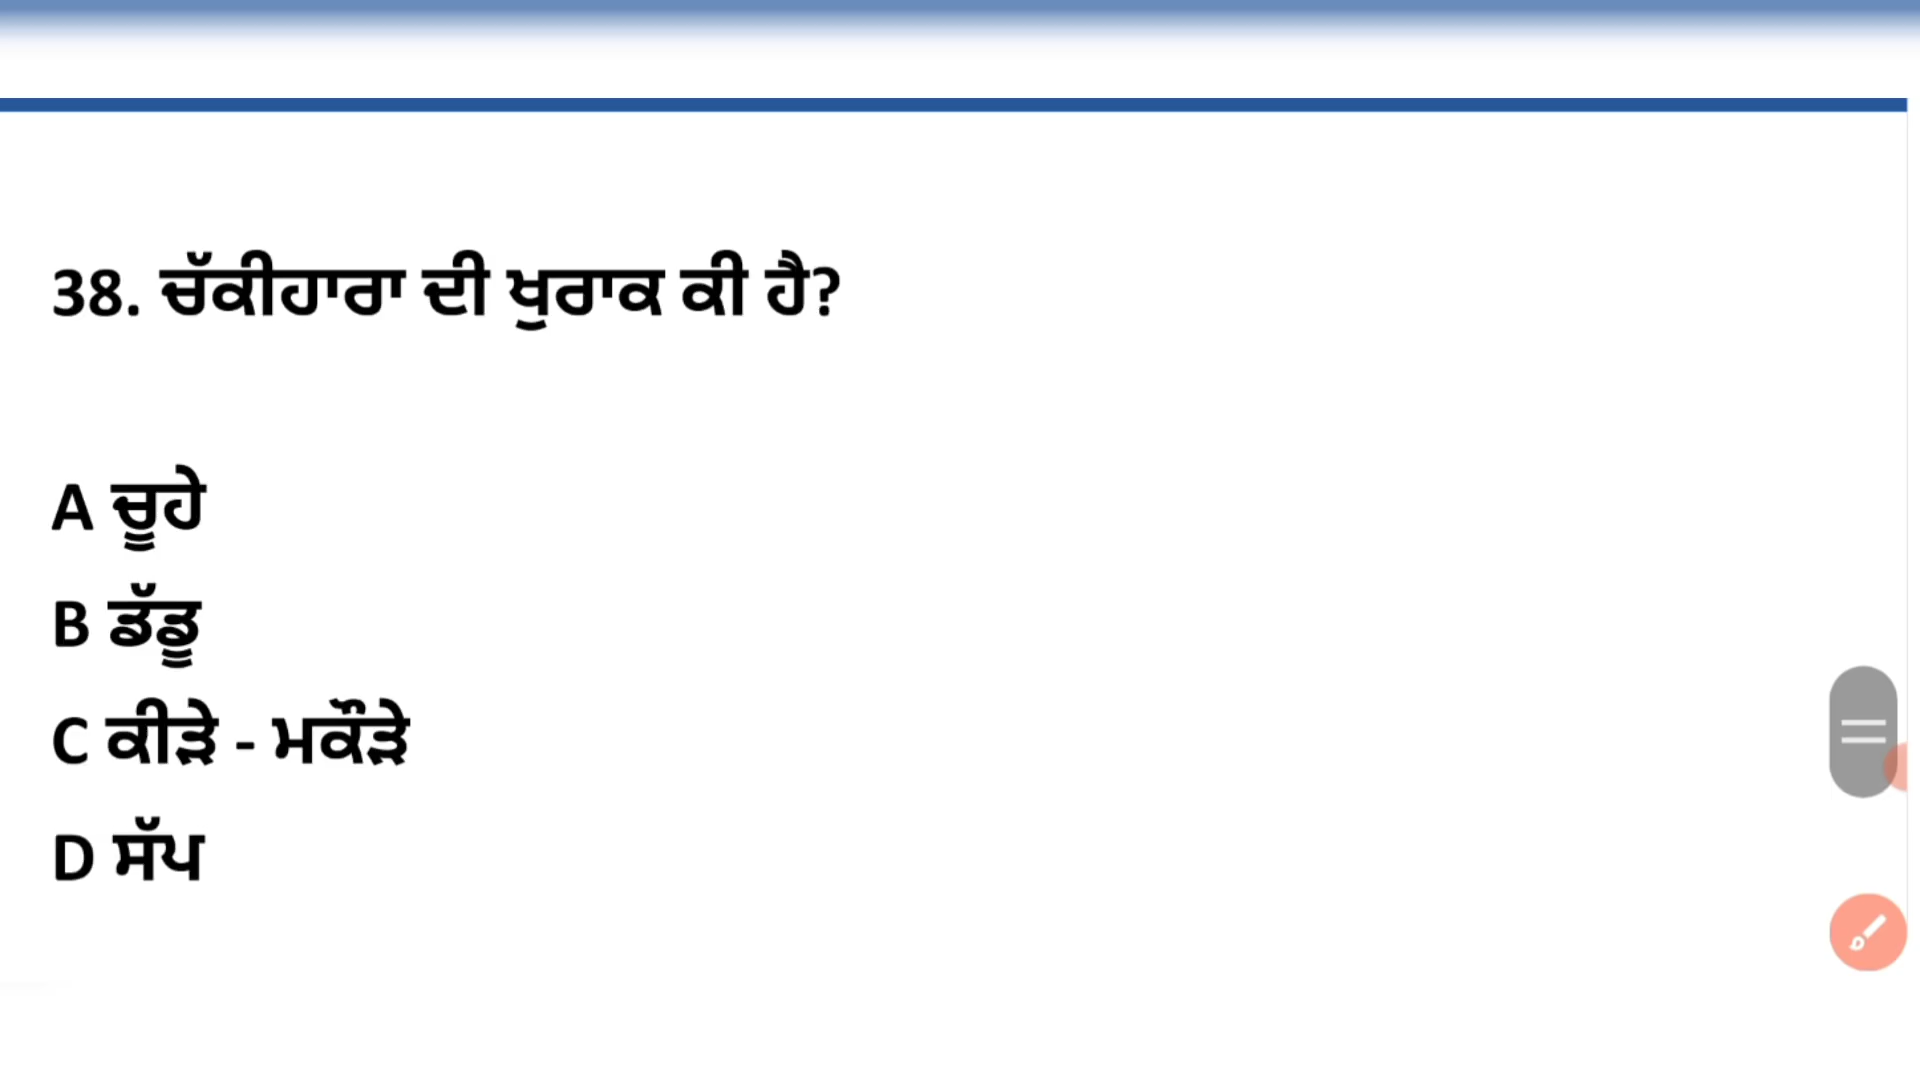 38. ਚੱਕੀਹਾਰਾ ਦੀ ਖੁਰਾਕ ਕੀ ਹੈ?
A ਚੂਹੇ
B ਡੱਡੂ
C ਕੀੜੇ - ਮਕੌੜੇ
D ਸੱਪ